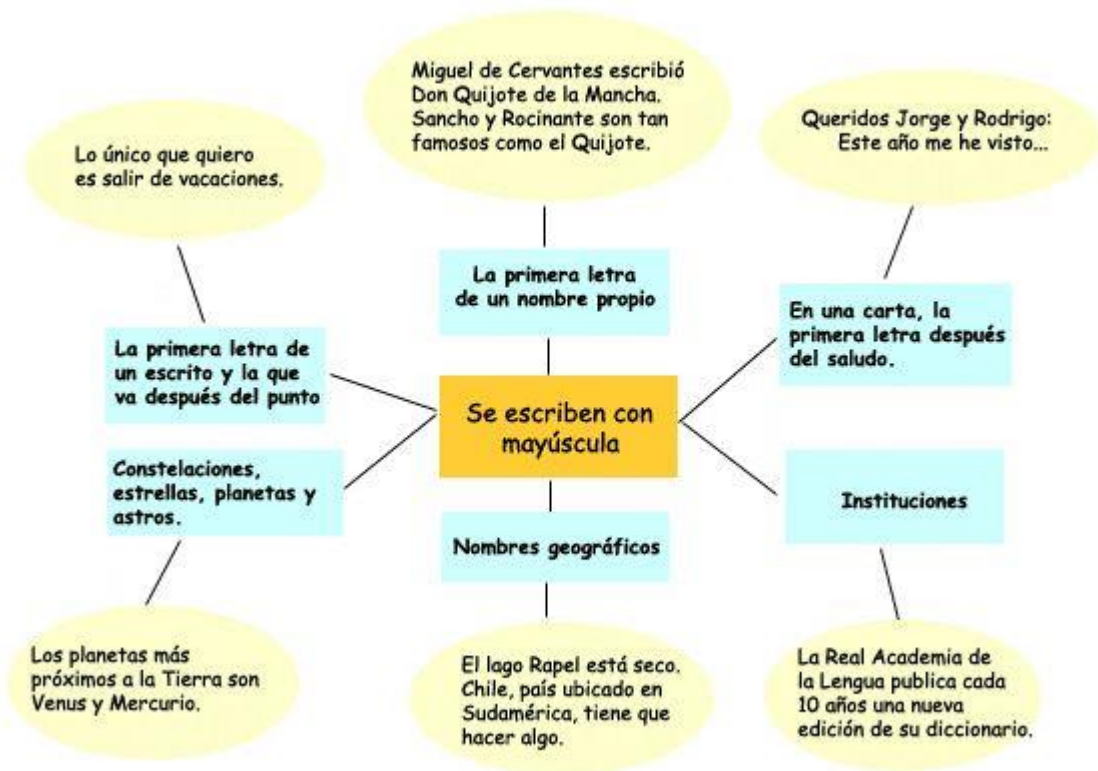 Miguel de Cervantes escribió
Don Quijote de la Mancha.
Sancho y Rocinante son tan
famosos como el Quijote.
Queridos Jorge y Rodrigo:
Este año me he visto...
Lo único que quiero
es salir de vacaciones.
La primera letra
de un nombre propio
En una carta, la
primera letra después
del saludo.
La primera letra de
un escrito y la que
va después del punto
Se escriben con
mayúscula
Constelaciones,
estrellas, planetas y
astros.
Instituciones
Nombres geográficos
Los planetas más
próximos a la Tierra son
Venus y Mercurio.
El lago Rapel está seco.
Chile, país ubicado en
Sudamérica, tiene que
hacer algo.
La Real Academia de
la Lengua publica cada
10 años una nueva
edición de su diccionario.